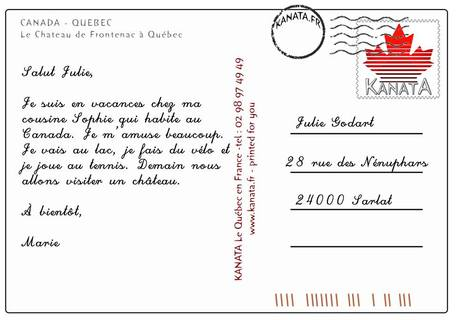 CANADA - QUEBEC
Le Chateau de Frontenac à Québec
Salut Julie,
Je suis en vacances chez ma
cousine Sophie qui habite au
Canada. Je m'amuse beaucoup.
Je vais au lac, je fais du vélo et
je joue au tennis. Demain nous
allons visiter un château.
À bientôt,
Marie
KANATA Le Québec en France -tel : 02 98 97 49 49
www.kanata.fr - printed for you
KANATA.FR
KANATA
Julie Godart
28 rue des Nénuphars
24000 Sarlat